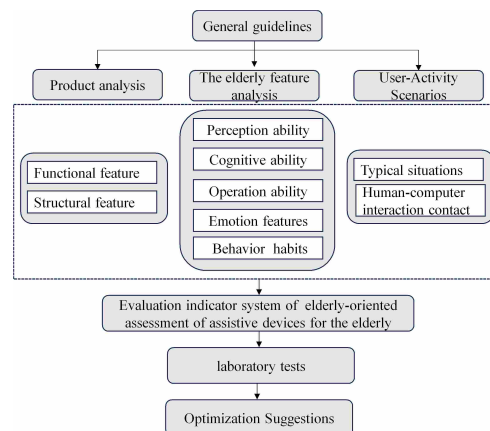 General guidelines
Product analysis
The elderly feature
analysis
User-Activity
Scenarios
Functional feature
Structural feature
Perception ability
Cognitive ability
Operation ability
Emotion features
Behavior habits
Typical situations
Human-computer
interaction contact
Evaluation indicator system of elderly-oriented
assessment of assistive devices for the elderly
laboratory tests
Optimization Suggestions